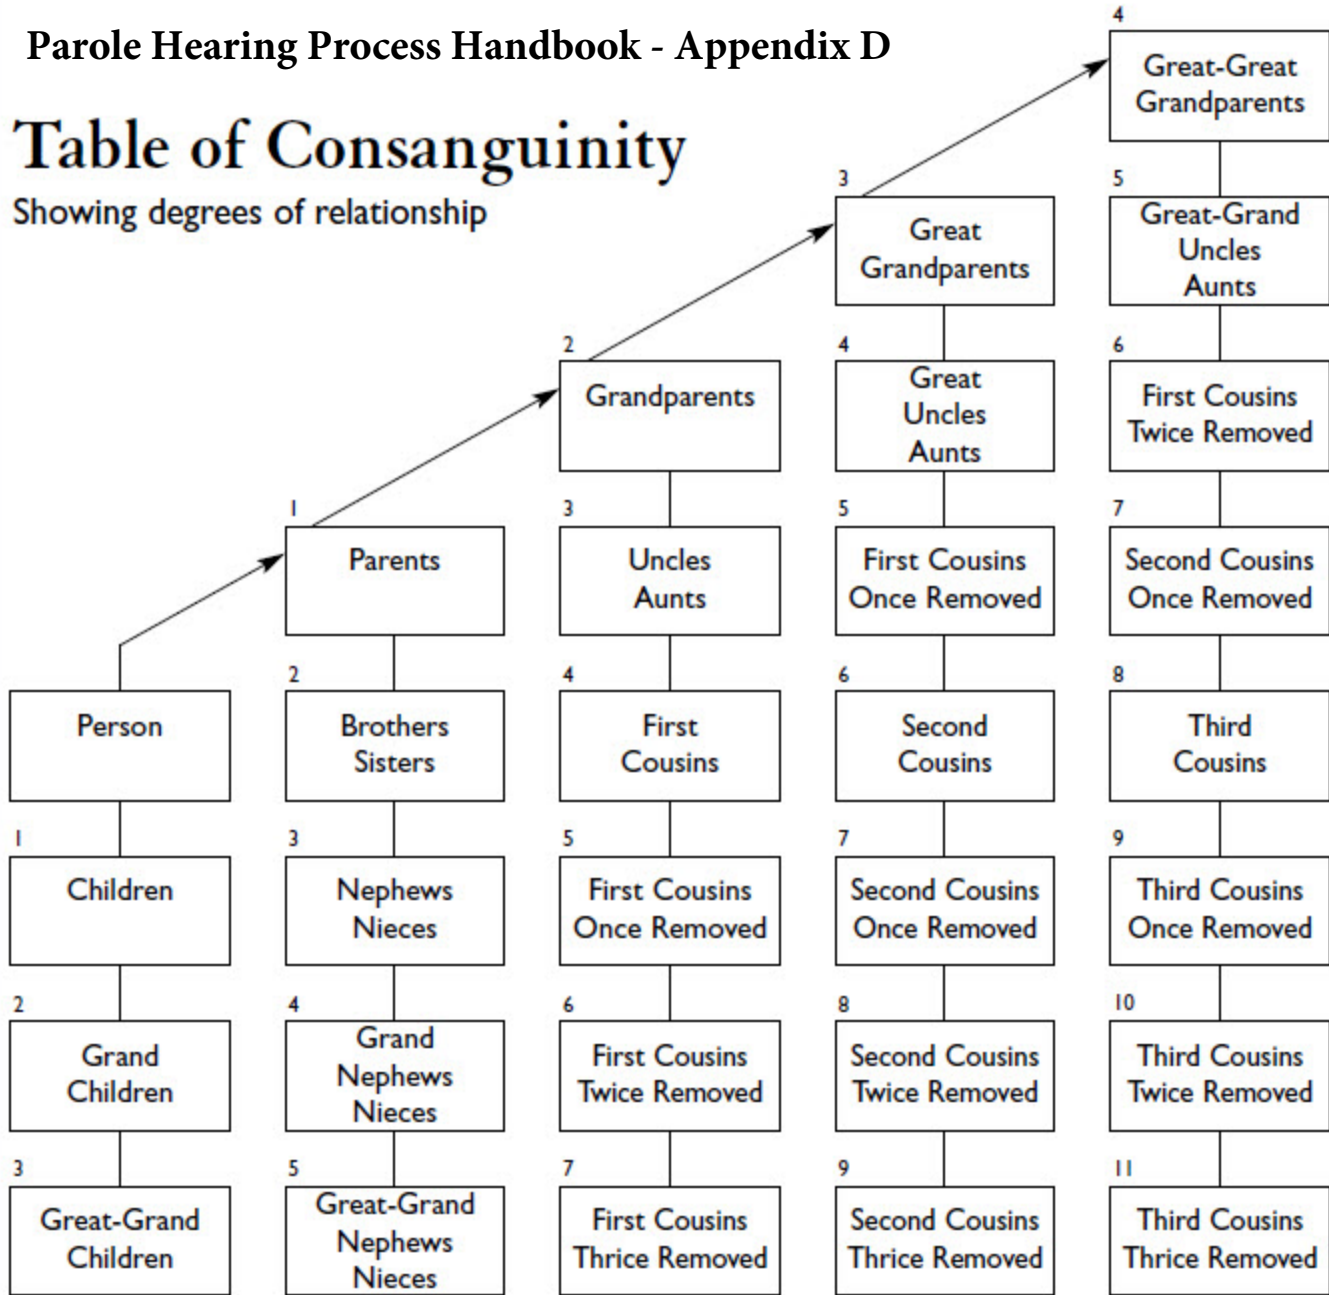 Parole Hearing Process Handbook - Appendix D
Table of Consanguinity
Showing degrees of relationship
4
Great-Great
Grandparents
3
Great
Grandparents
5
Great-Grand
Uncles
Aunts
2
Grandparents
4
Great
Uncles
Aunts
6
First Cousins
Twice Removed
1
Parents
3
Uncles
Aunts
5
First Cousins
Once Removed
7
Second Cousins
Once Removed
Person
2
Brothers
Sisters
4
First
Cousins
6
Second
Cousins
8
Third
Cousins
1
Children
3
Nephews
Nieces
5
First Cousins
Once Removed
7
Second Cousins
Once Removed
9
Third Cousins
Once Removed
2
Grand
Children
4
Grand
Nephews
Nieces
6
First Cousins
Twice Removed
8
Second Cousins
Twice Removed
10
Third Cousins
Twice Removed
3
Great-Grand
Children
5
Great-Grand
Nephews
Nieces
7
First Cousins
Thrice Removed
9
Second Cousins
Thrice Removed
11
Third Cousins
Thrice Removed